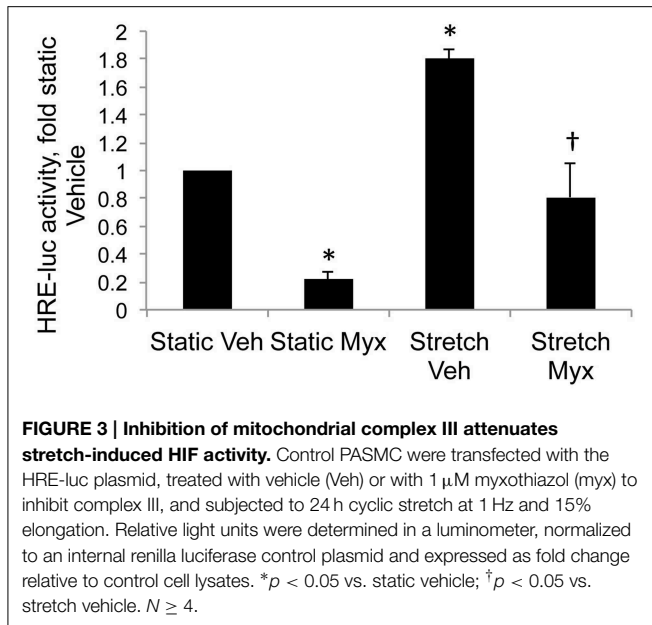 HRE-luc activity, fold static
Vehicle
2
1.8
1.6
1.4
1.2
1
0.8
0.6
0.4
0.2
0
*
*
†
Static Veh Static Myx Stretch Stretch
Veh Myx
FIGURE 3 | Inhibition of mitochondrial complex III attenuates
stretch-induced HIF activity. Control PASMC were transfected with the
HRE-luc plasmid, treated with vehicle (Veh) or with 1 μM myxothiazol (myx) to
inhibit complex III, and subjected to 24 h cyclic stretch at 1 Hz and 15%
elongation. Relative light units were determined in a luminometer, normalized
to an internal renilla luciferase control plasmid and expressed as fold change
relative to control cell lysates. *p < 0.05 vs. static vehicle; †p < 0.05 vs.
stretch vehicle. N ≥ 4.